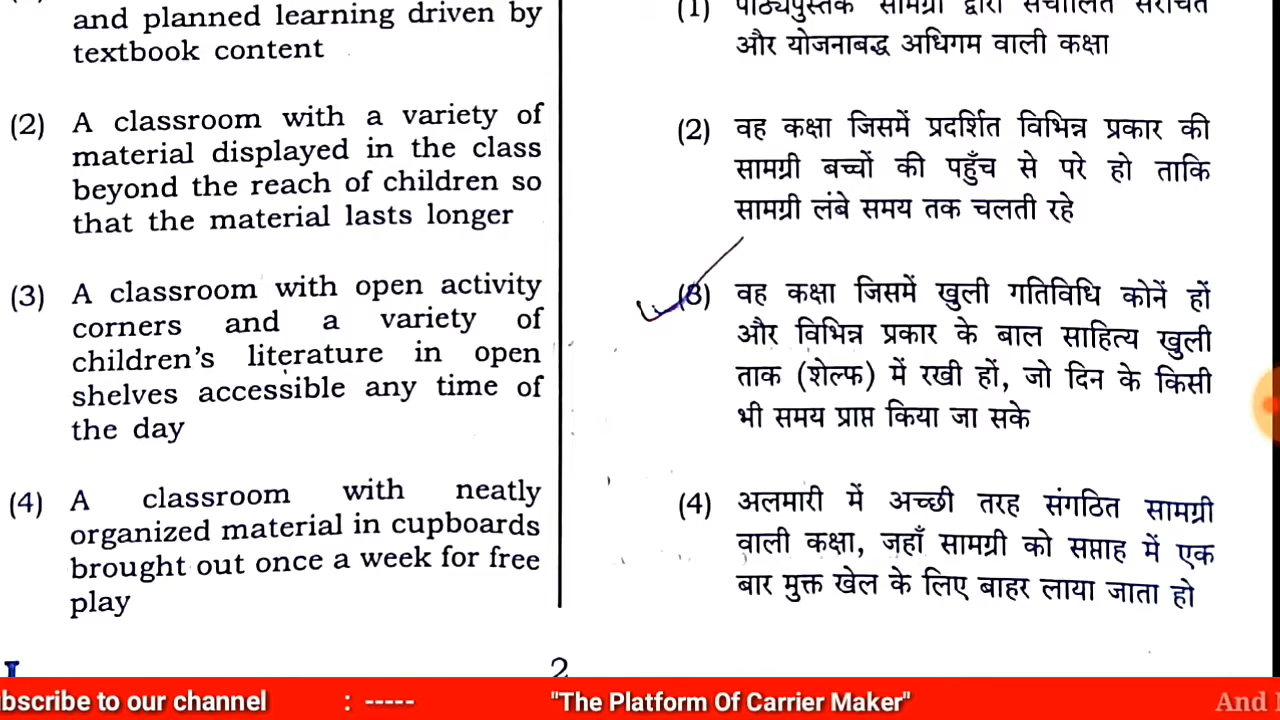 and planned learning driven by
textbook content
(2) A classroom with a variety of
material displayed in the class
beyond the reach of children so
that the material lasts longer
(3) A classroom with open activity
corners and a variety of
children's literature in open
shelves accessible any time of
the day
(4) A classroom with neatly
organized material in cupboards
brought out once a week for free
play
(1) पाठ्यपुस्तक सामग्री द्वारा संचालित संरचित
और योजनाबद्ध अधिगम वाली कक्षा
(2) वह कक्षा जिसमें प्रदर्शित विभिन्न प्रकार की
सामग्री बच्चों की पहुँच से परे हो ताकि
सामग्री लंबे समय तक चलती रहे
(3) वह कक्षा जिसमें खुली गतिविधि कोनें हों
और विभिन्न प्रकार के बाल साहित्य खुली
ताक (शेल्फ) में रखी हों, जो दिन के किसी
भी समय प्राप्त किया जा सके
(4) अलमारी में अच्छी तरह संगठित सामग्री
वाली कक्षा, जहाँ सामग्री को सप्ताह में एक
बार मुक्त खेल के लिए बाहर लाया जाता हो
2
bscribe to our channel : ----- "The Platform Of Carrier Maker" And